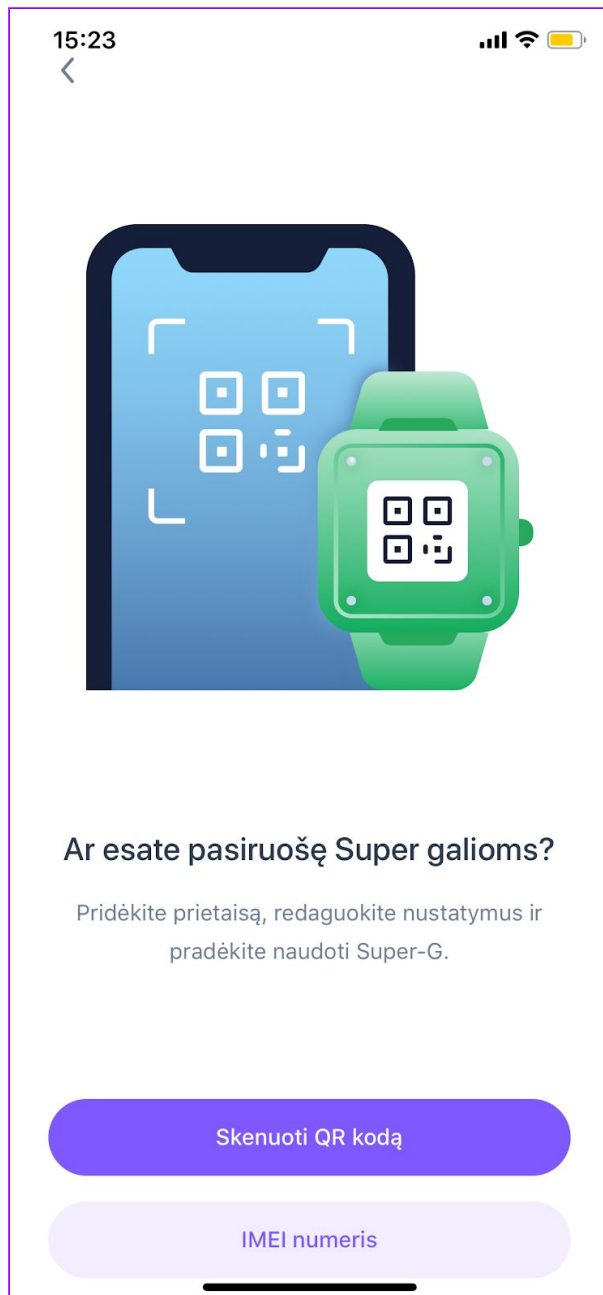 15:23
Ar esate pasiruošę Super galioms?
Pridėkite prietaisą, redaguokite nustatymus ir
pradėkite naudoti Super-G.
Skenuoti QR kodą
IMEI numeris